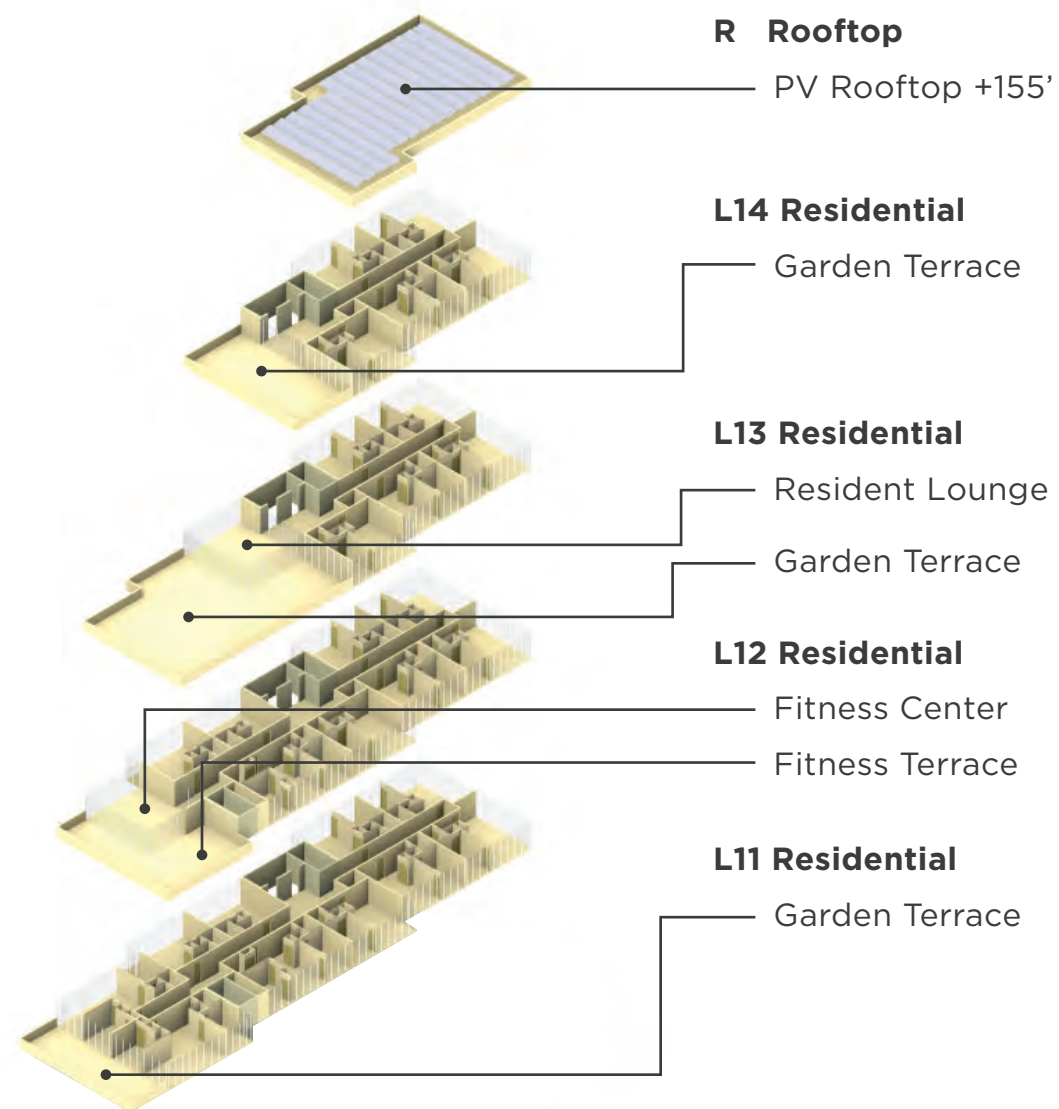 R Rooftop
PV Rooftop +155’
L14 Residential
Garden Terrace
L13 Residential
Resident Lounge
Garden Terrace
L12 Residential
Fitness Center
Fitness Terrace
L11 Residential
Garden Terrace